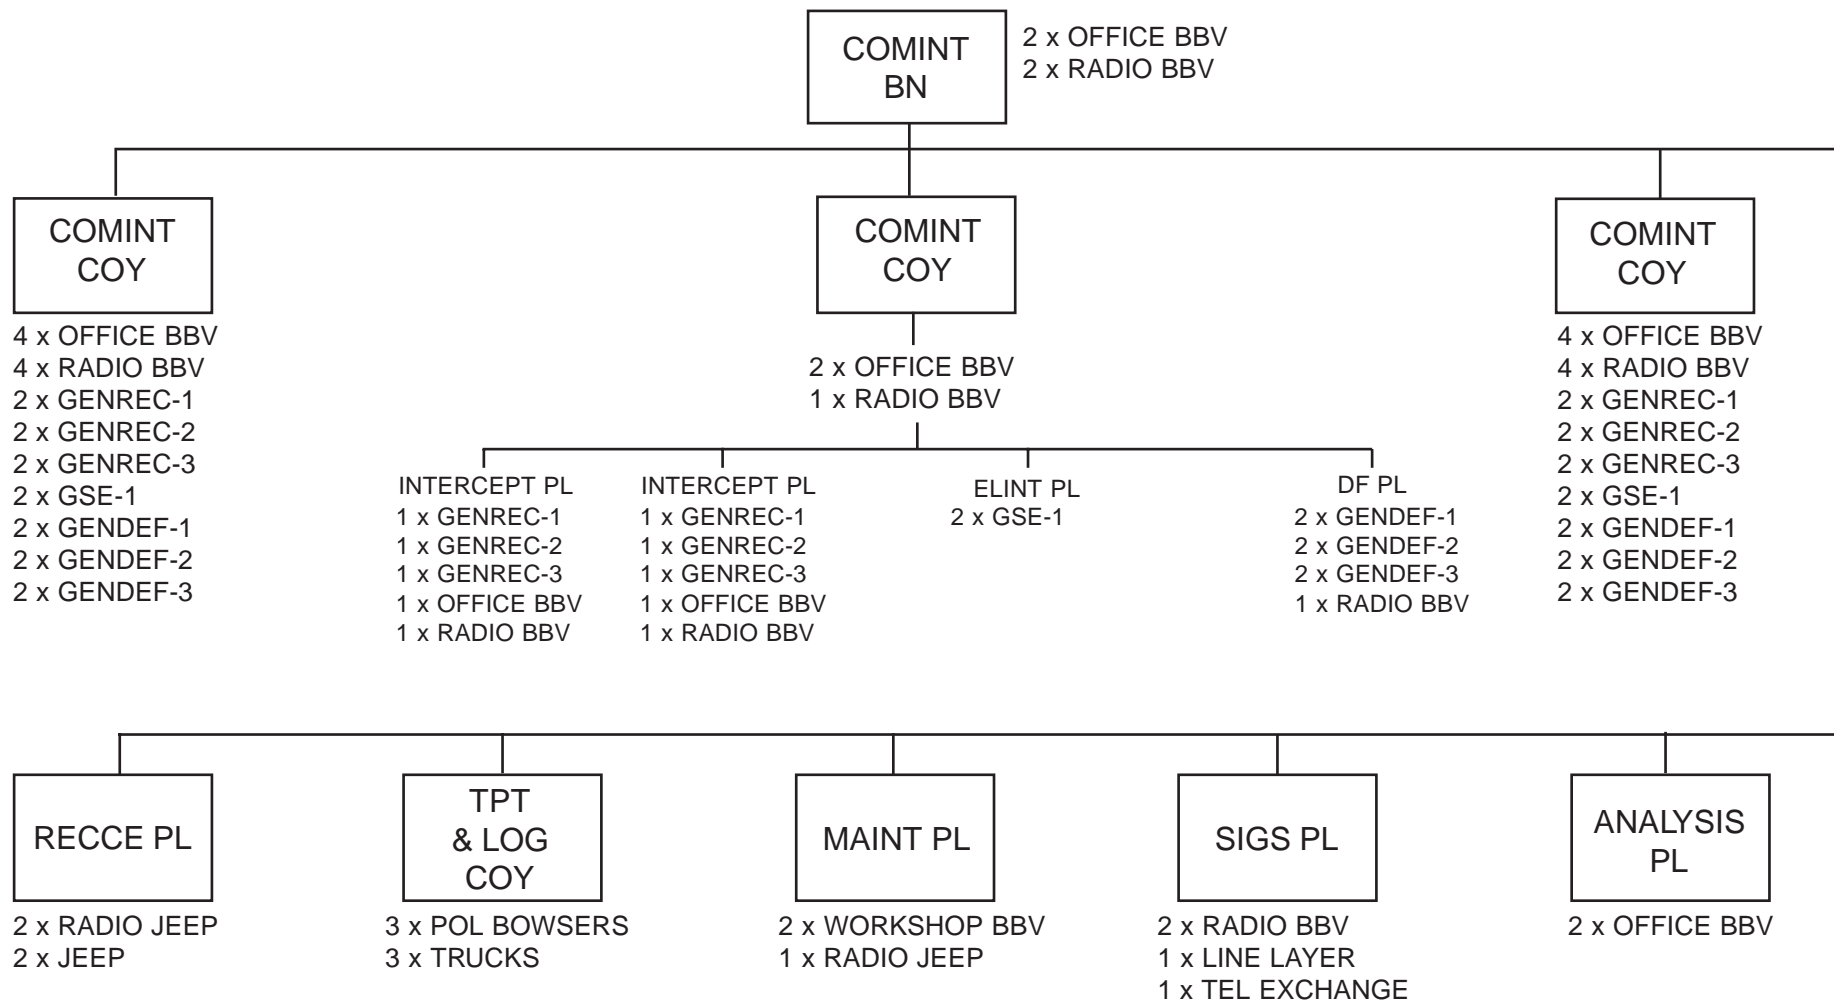 COMINT
BN
2 x OFFICE BBV
2 x RADIO BBV
COMINT
COY
4 x OFFICE BBV
4 x RADIO BBV
2 x GENREC-1
2 x GENREC-2
2 x GENREC-3
2 x GSE-1
2 x GENDEF-1
2 x GENDEF-2
2 x GENDEF-3
COMINT
COY
2 x OFFICE BBV
1 x RADIO BBV
INTERCEPT PL
1 x GENREC-1
1 x GENREC-2
1 x GENREC-3
1 x OFFICE BBV
1 x RADIO BBV
INTERCEPT PL
1 x GENREC-1
1 x GENREC-2
1 x GENREC-3
1 x OFFICE BBV
1 x RADIO BBV
ELINT PL
2 x GSE-1
DF PL
2 x GENDEF-1
2 x GENDEF-2
2 x GENDEF-3
1 x RADIO BBV
COMINT
COY
4 x OFFICE BBV
4 x RADIO BBV
2 x GENREC-1
2 x GENREC-2
2 x GENREC-3
2 x GSE-1
2 x GENDEF-1
2 x GENDEF-2
2 x GENDEF-3
RECCE PL
2 x RADIO JEEP
2 x JEEP
TPT
& LOG
COY
3 x POL BOWSERS
3 x TRUCKS
MAINT PL
2 x WORKSHOP BBV
1 x RADIO JEEP
SIGS PL
2 x RADIO BBV
1 x LINE LAYER
1 x TEL EXCHANGE
ANALYSIS
PL
2 x OFFICE BBV